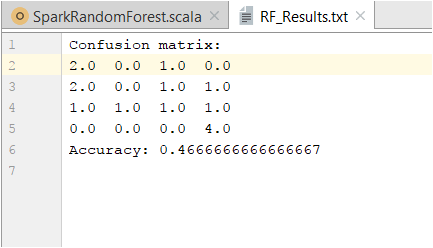 SparkRandomForest.scala RF_Results.txt
1 Confusion matrix:
2 2.0 0.0 1.0 0.0
3 2.0 0.0 1.0 1.0
4 1.0 1.0 1.0 1.0
5 0.0 0.0 0.0 4.0
6 Accuracy: 0.4666666666666667
7